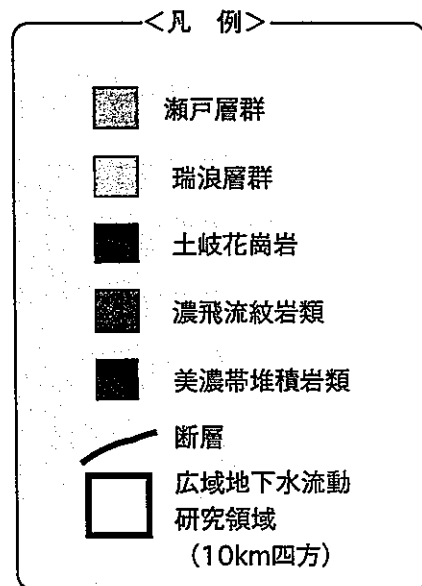 <凡 例>
瀬戸層群
瑞浪層群
土岐花崗岩
濃飛流紋岩類
美濃帯堆積岩類
断層
広域地下水流動
研究領域
(10km四方)